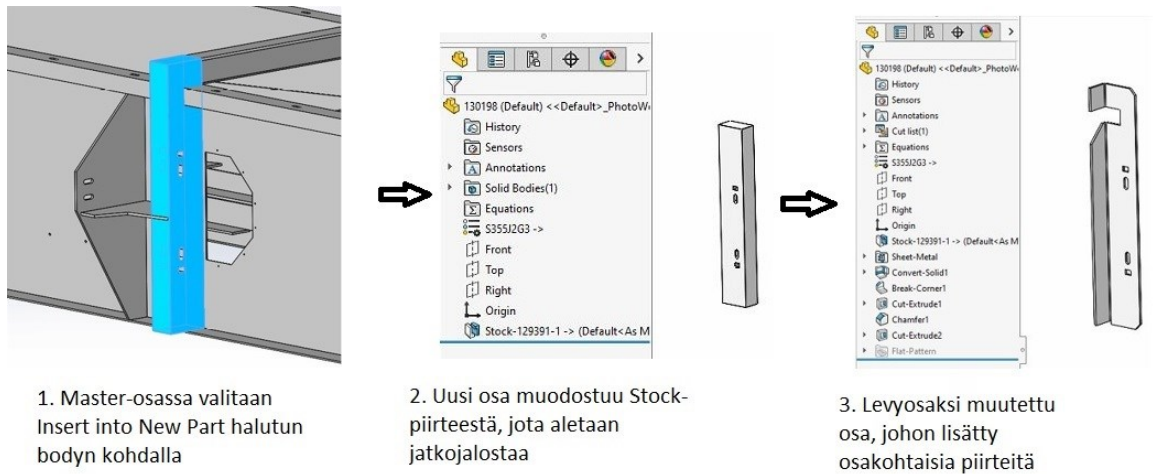 130198 (Default) <<Default>_PhotoW
History
Sensors
Annotations
Solid Bodies(1)
Equations
S355J2G3 ->
Front
Top
Right
Origin
Stock-129391-1 -> (Default<As M
130198 (Default) <<Default>_PhotoW
History
Sensors
Annotations
Cut list(1)
Equations
S355J2G3 ->
Front
Top
Right
Origin
Stock-129391-1 -> (Default<As M
Sheet-Metal
Convert-Solid1
Break-Corner1
Cut-Extrude1
Chamfer1
Cut-Extrude2
Flat-Pattern
1. Master-osassa valitaan
Insert into New Part halutun
bodyn kohdalla
2. Uusi osa muodostuu Stock-
piirteestä, jota aletaan
jatkojalostaa
3. Levyosaksi muutettu
osa, johon lisätty
osakohtaisia piirteitä